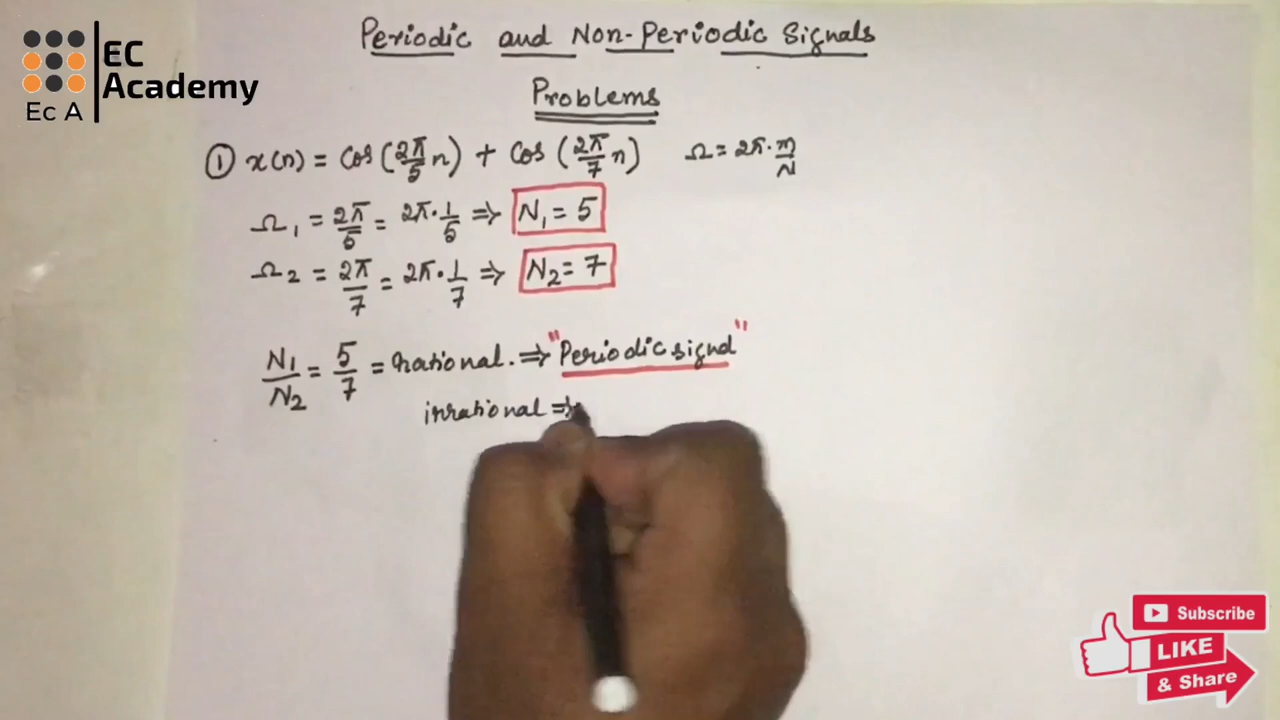 EC
Academy
Ec A
Periodic and Non-Periodic Signals
Problems
① x(n) = cos(2π/5 n) + cos(2π/7 n) Ω = 2π·m/N
Ω₁ = 2π/5 = 2π·1/5 => N₁ = 5
Ω₂ = 2π/7 = 2π·1/7 => N₂ = 7
N₁/N₂ = 5/7 = rational. => "Periodic signal"
irrational =>
Subscribe
LIKE
& Share